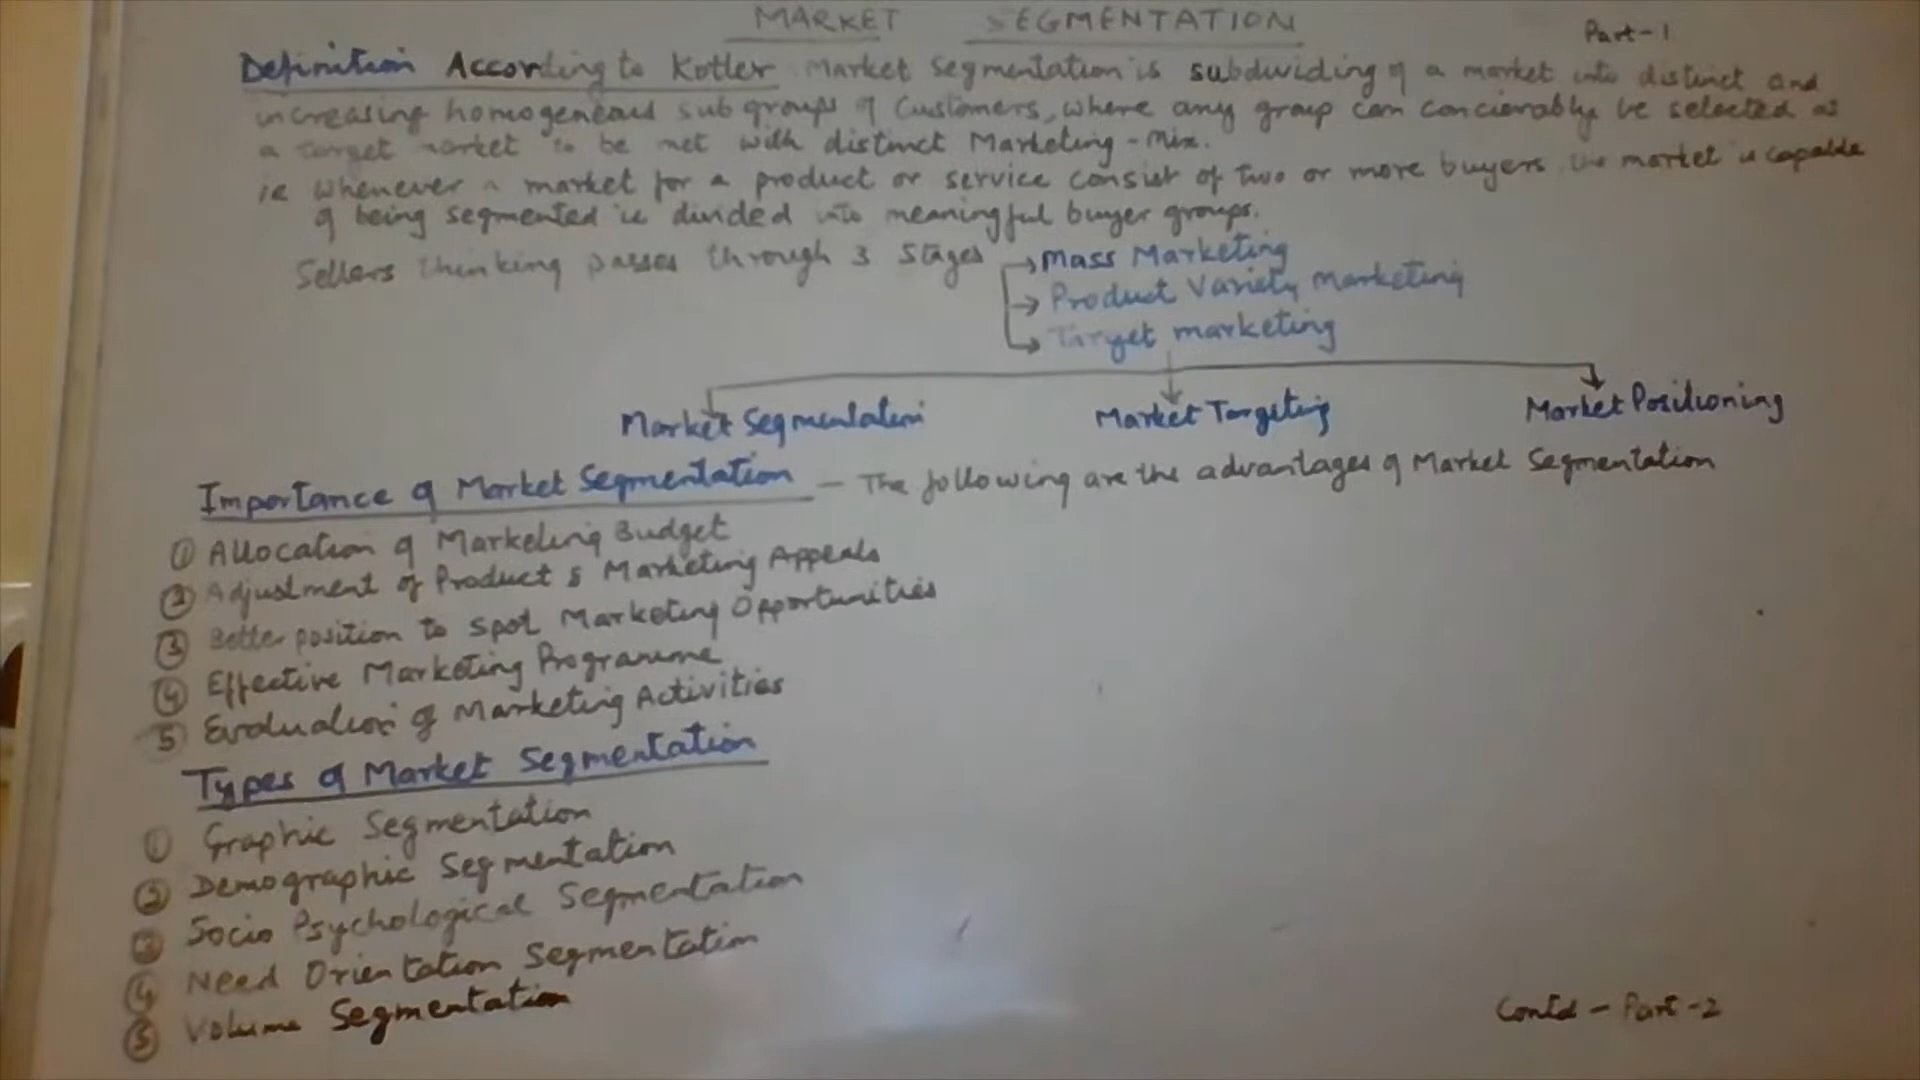 MARKET SEGMENTATION
Part-1
Definition According to Kotler Market Segmentation is subdividing of a market into distinct and
increasing homogeneous sub groups of Customers, where any group can concievably be selected as
a target market to be met with distinct Marketing-Mix.
ie whenever a market for a product or service consist of two or more buyers, the market is capable
of being segmented ie divided into meaningful buyer groups.
Sellers thinking passes through 3 stages
→ Mass Marketing
→ Product Variety Marketing
→ Target marketing
Market Segmentation Market Targeting Market Positioning
Importance of Market Segmentation — The following are the advantages of Market Segmentation
① Allocation of Marketing Budget
② Adjustment of Product & Marketing Appeals
③ Better position to spot Marketing Opportunities
④ Effective Marketing Programme
5 Evaluation of Marketing Activities
Types of Market Segmentation
① Graphic Segmentation
② Demographic Segmentation
③ Socio Psychological Segmentation
④ Need Orientation Segmentation
⑤ Volume Segmentation
Contd - Part-2